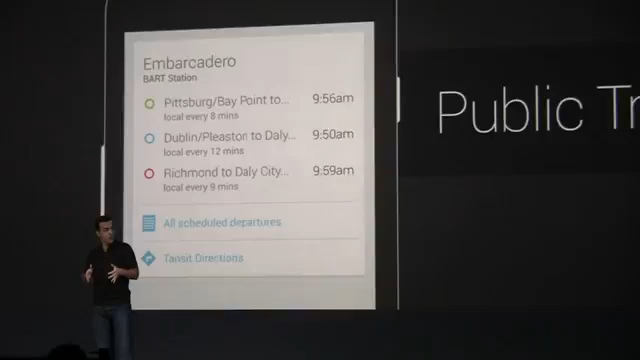 Embarcadero
BART Station
Pittsburg/Bay Point to...
9:56am
local every 8 mins
Dublin/Pleaston to Daly...
9:50am
local every 12 mins
Richmond to Daly City...
9:59am
local every 9 mins
All scheduled departures
Tansit Directions
Public Tr